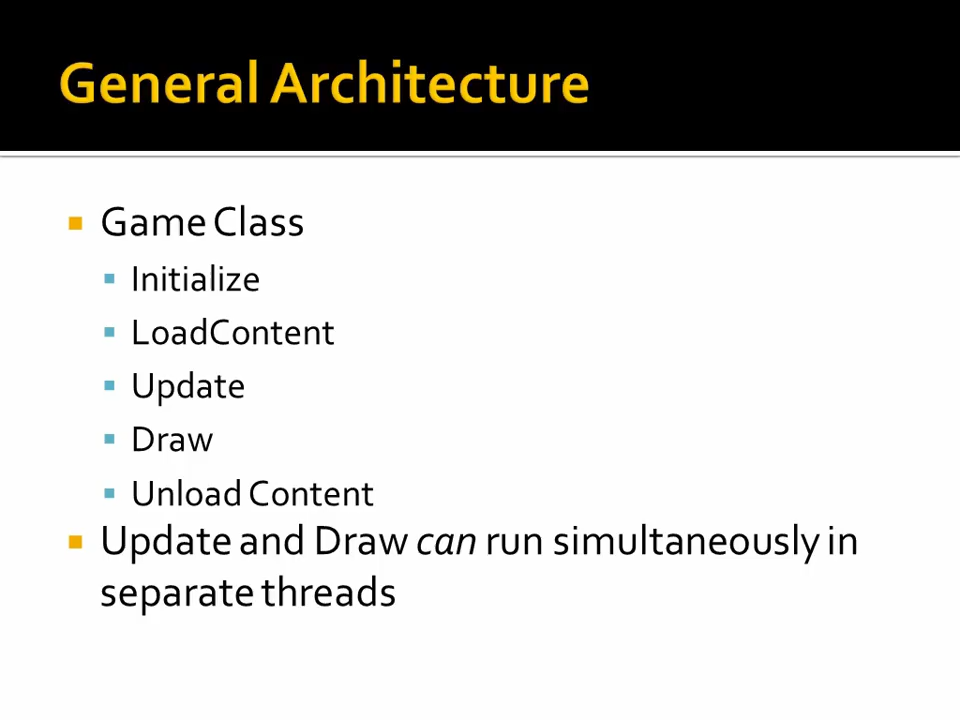 General Architecture
Game Class
Initialize
LoadContent
Update
Draw
Unload Content
Update and Draw can run simultaneously in
separate threads